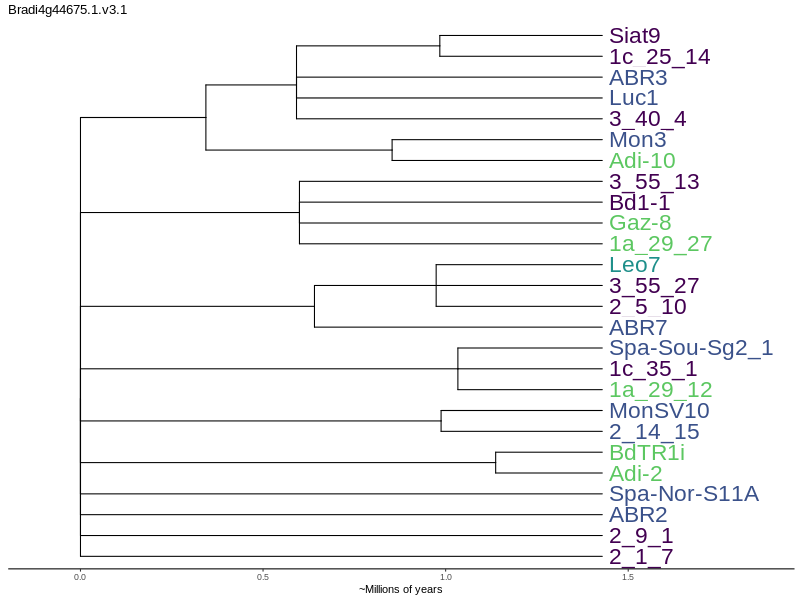 Bradi4g44675.1.v3.1
Siat9
1c_25_14
ABR3
Luc1
3_40_4
Mon3
Adi-10
3_55_13
Bd1-1
Gaz-8
1a_29_27
Leo7
3_55_27
2_5_10
ABR7
Spa-Sou-Sg2_1
1c_35_1
1a_29_12
MonSV10
2_14_15
BdTR1i
Adi-2
Spa-Nor-S11A
ABR2
2_9_1
2_1_7
0.0 0.5 1.0 1.5
~Millions of years